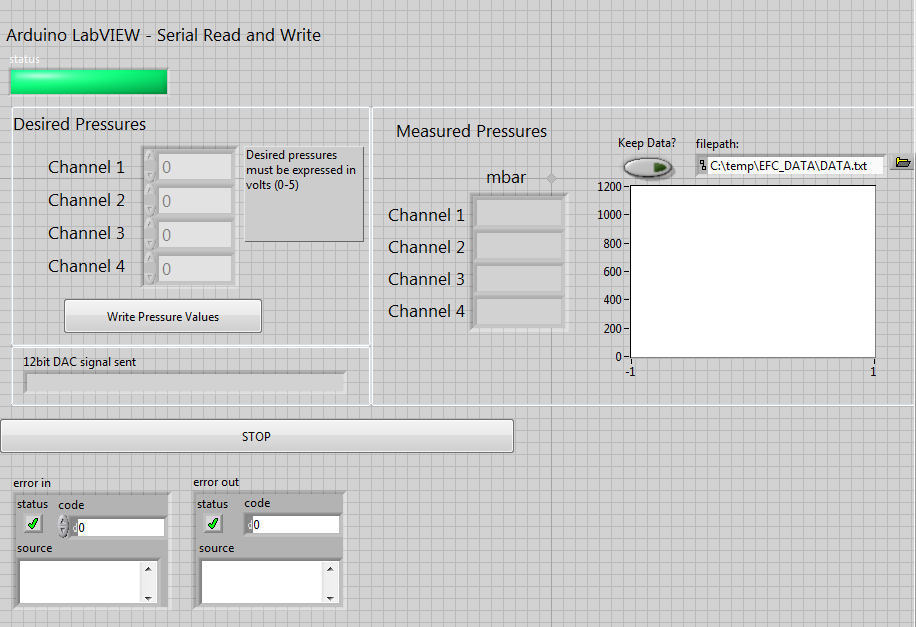 Arduino LabVIEW - Serial Read and Write
status
Desired Pressures
Channel 1
0
Channel 2
0
Channel 3
0
Channel 4
0
Desired pressures
must be expressed in
volts (0-5)
Write Pressure Values
12bit DAC signal sent
Measured Pressures
mbar
Channel 1
Channel 2
Channel 3
Channel 4
Keep Data?
filepath:
C:\temp\EFC_DATA\DATA.txt
1200
1000
800
600
400
200
0
-1
1
STOP
error in
status
code
d0
source
error out
status
code
d0
source